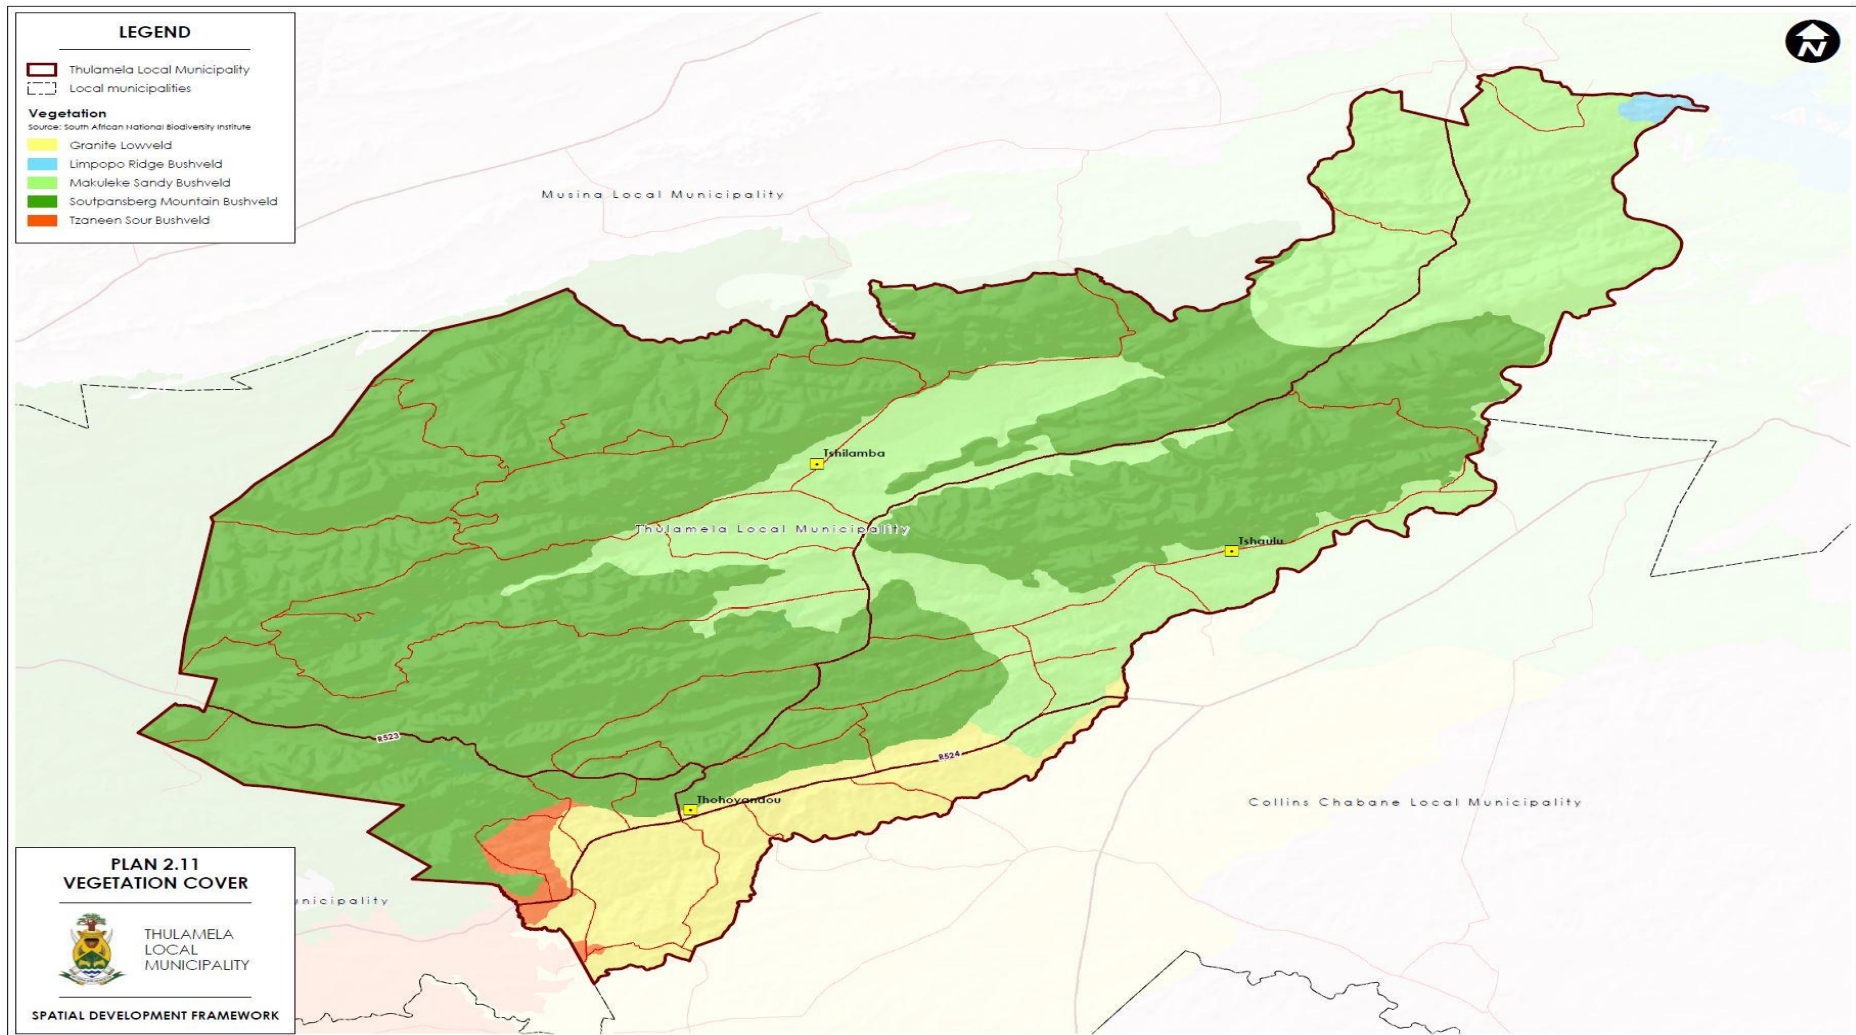 LEGEND
Thulamela Local Municipality
Local municipalities
Vegetation
Source: South African National Biodiversity Institute
Granite Lowveld
Limpopo Ridge Bushveld
Makuleke Sandy Bushveld
Soutpansberg Mountain Bushveld
Tzaneen Sour Bushveld
N
Musina Local Municipality
Tshilamba
Thulamela Local Municipality
Tshaulu
R523
R524
Thohoyandou
Collins Chabane Local Municipality
unicipality
PLAN 2.11
VEGETATION COVER
THULAMELA
LOCAL
MUNICIPALITY
SPATIAL DEVELOPMENT FRAMEWORK